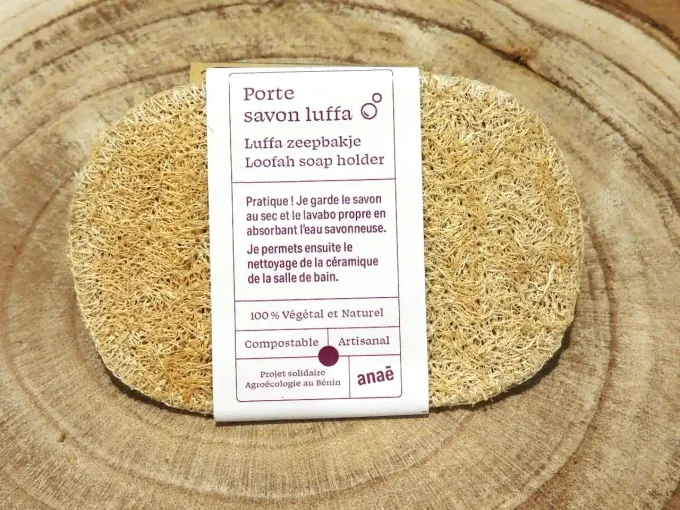 Porte
savon luffa
Luffa zeepbakje
Loofah soap holder
Pratique ! Je garde le savon
au sec et le lavabo propre en
absorbant l'eau savonneuse.
Je permets ensuite le
nettoyage de la céramique
de la salle de bain.
100 % Végétal et Naturel
Compostable
Artisanal
Projet solidaire
Agroécologie au Bénin
anaē